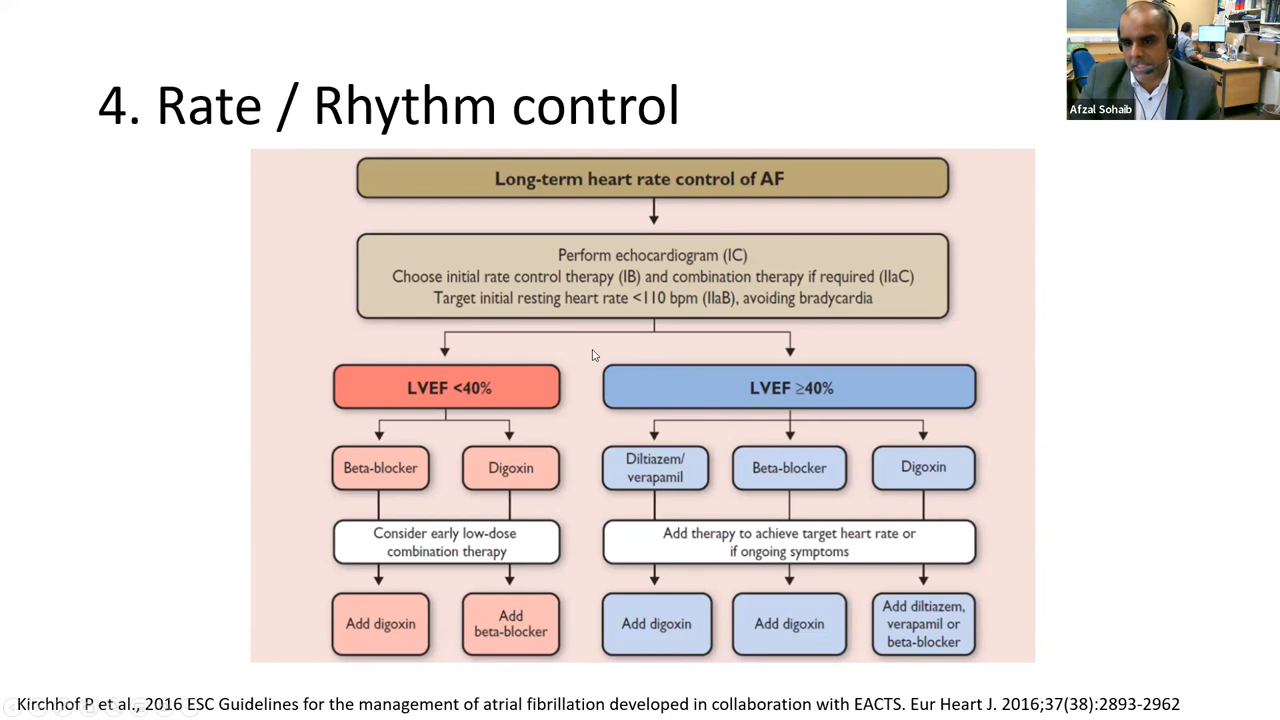 Afzal Sohaib
4. Rate / Rhythm control
Long-term heart rate control of AF
Perform echocardiogram (IC)
Choose initial rate control therapy (IB) and combination therapy if required (IIaC)
Target initial resting heart rate <110 bpm (IIaB), avoiding bradycardia
LVEF <40%
LVEF ≥40%
Beta-blocker
Digoxin
Diltiazem/
verapamil
Beta-blocker
Digoxin
Consider early low-dose
combination therapy
Add therapy to achieve target heart rate or
if ongoing symptoms
Add digoxin
Add
beta-blocker
Add digoxin
Add digoxin
Add diltiazem,
verapamil or
beta-blocker
Kirchhof P et al., 2016 ESC Guidelines for the management of atrial fibrillation developed in collaboration with EACTS. Eur Heart J. 2016;37(38):2893-2962